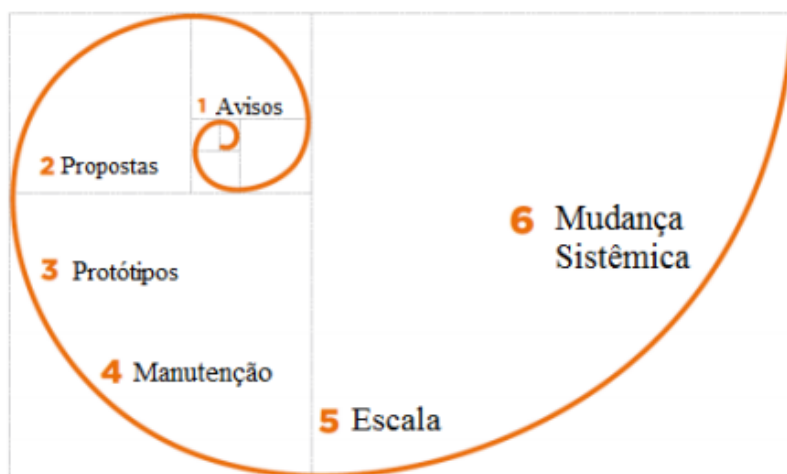 1 Avisos
2 Propostas
3 Protótipos
4 Manutenção
5 Escala
6 Mudança
Sistêmica